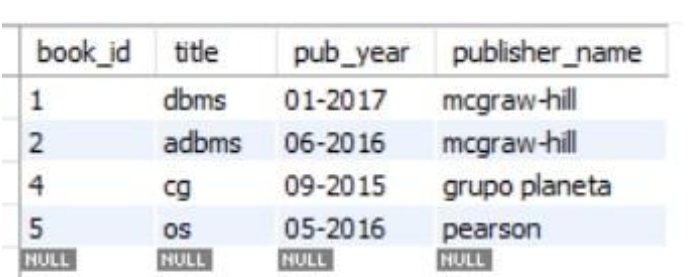 book_id title pub_year publisher_name
1 dbms 01-2017 mcgraw-hill
2 adbms 06-2016 mcgraw-hill
4 cg 09-2015 grupo planeta
5 os 05-2016 pearson
NULL NULL NULL NULL